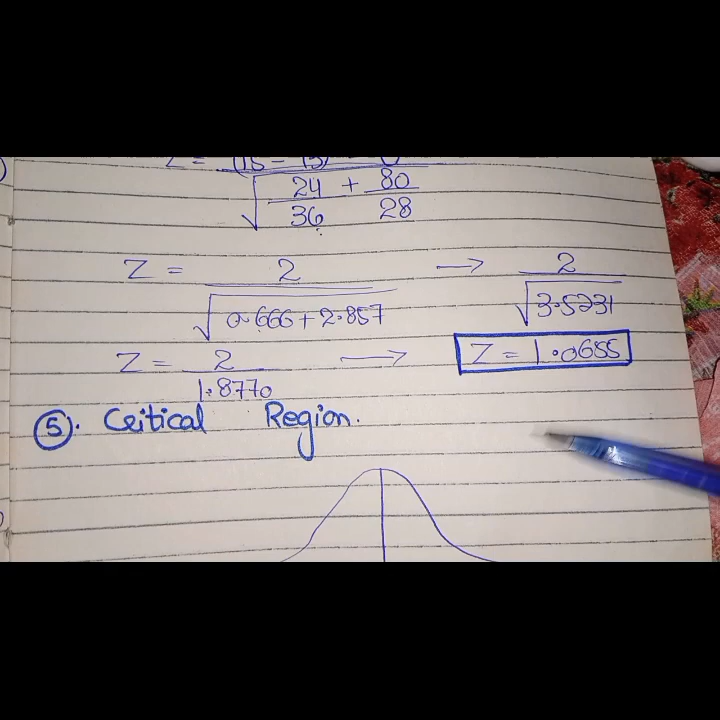 24 + 80
36 28
Z = 2 → 2
√0.666 + 2.857 √3.5231
Z = 2 → Z = 1.0655
1.8770
5. Critical Region.